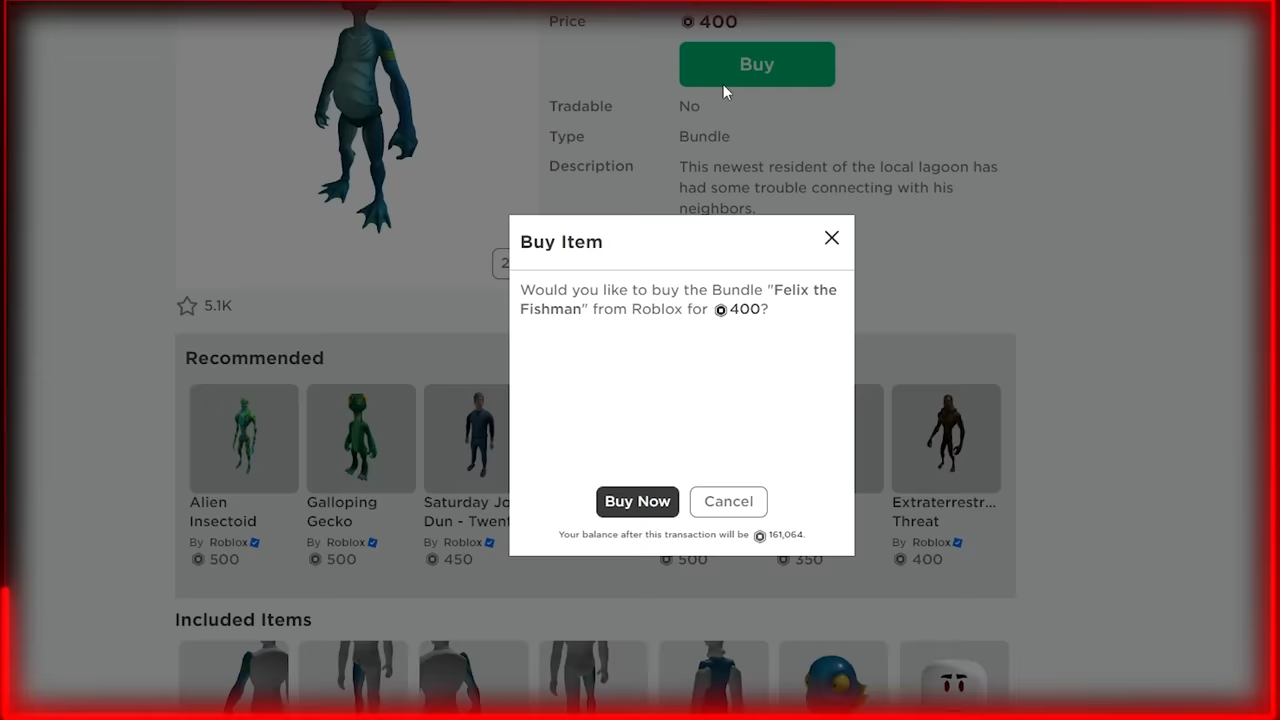 Price 400
Buy
Tradable No
Type Bundle
Description This newest resident of the local lagoon has
had some trouble connecting with his
neighbors.
Buy Item
Would you like to buy the Bundle "Felix the
Fishman" from Roblox for 400?
Buy Now Cancel
Your balance after this transaction will be 161,064.
5.1K
Recommended
Alien
Insectoid
By Roblox
500
Galloping
Gecko
By Roblox
500
Saturday Jo
Dun - Twent
By Roblox
450
500
350
Extraterrestr...
Threat
By Roblox
400
Included Items